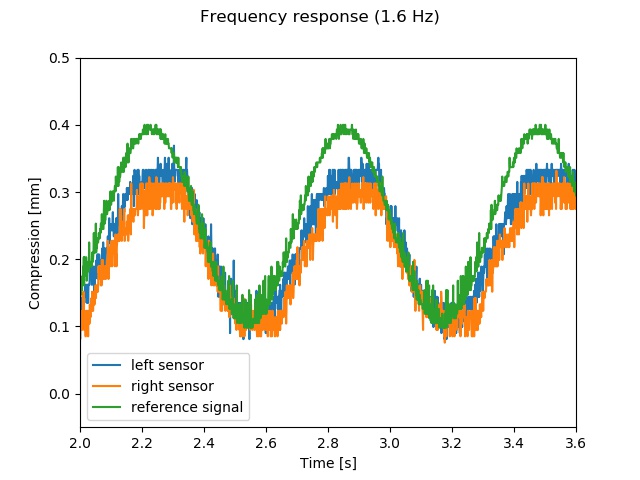 Frequency response (1.6 Hz)
0.5
0.4
0.3
0.2
0.1
0.0
Compression [mm]
left sensor
right sensor
reference signal
2.0 2.2 2.4 2.6 2.8 3.0 3.2 3.4 3.6
Time [s]